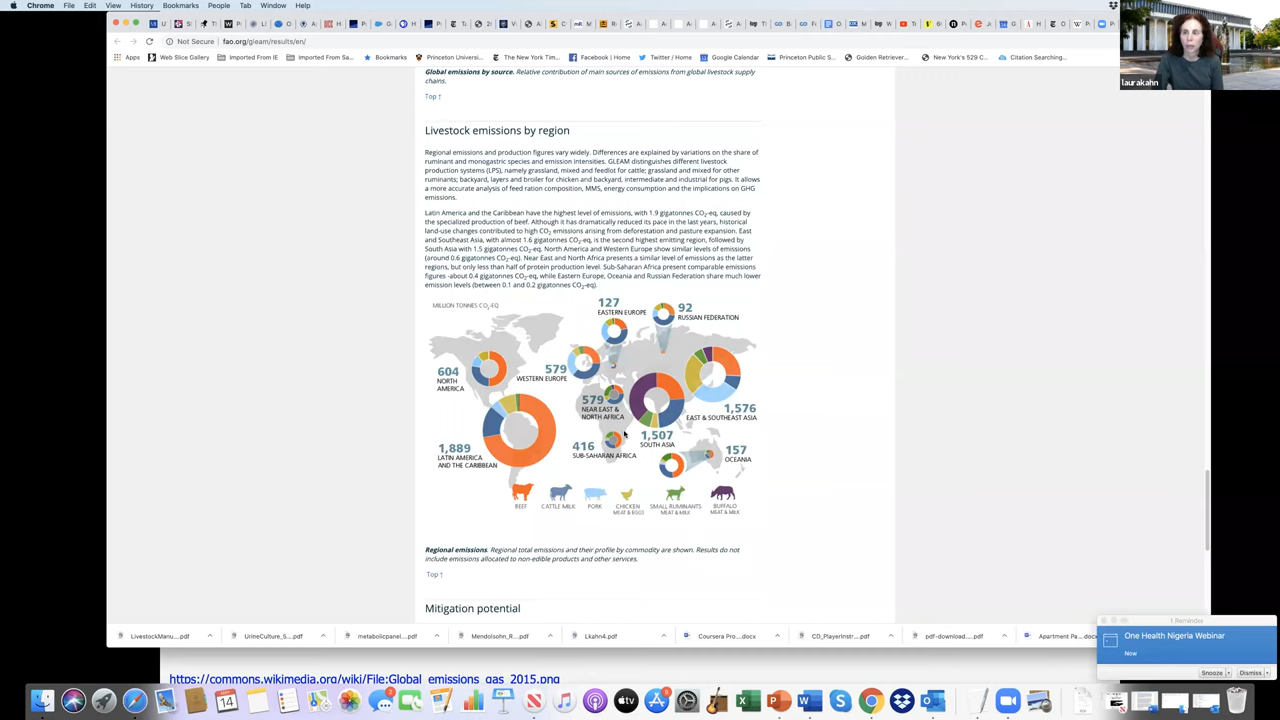 Chrome File Edit View History Bookmarks People Tab Window Help
Not Secure | fao.org/gleam/results/en/
Apps Web Slice Gallery Imported From IE Imported From Sa... Bookmarks Princeton Universi... The New York Tim... Facebook | Home Twitter / Home Google Calendar Princeton Public S... Golden Retriever... New York's 529 C... Citation Searching...
laurakahn
Global emissions by source. Relative contribution of main sources of emissions from global livestock supply
chains.
Top ↑
Livestock emissions by region
Regional emissions and production figures vary widely. Differences are explained by variations on the share of
ruminant and monogastric species and emission intensities. GLEAM distinguishes different livestock
production systems (LPS), namely grassland, mixed and feedlot for cattle; grassland and mixed for other
ruminants; backyard, layers and broiler for chicken and backyard, intermediate and industrial for pigs. It allows
a more accurate analysis of feed ration composition, MMS, energy consumption and the implications on GHG
emissions.
Latin America and the Caribbean have the highest level of emissions, with 1.9 gigatonnes CO2-eq, caused by
the specialized production of beef. Although it has dramatically reduced its pace in the last years, historical
land-use changes contributed to high CO2 emissions arising from deforestation and pasture expansion. East
and Southeast Asia, with almost 1.6 gigatonnes CO2-eq, is the second highest emitting region, followed by
South Asia with 1.5 gigatonnes CO2-eq. North America and Western Europe show similar levels of emissions
(around 0.6 gigatonnes CO2-eq). Near East and North Africa presents a similar level of emissions as the latter
regions, but only less than half of protein production level. Sub-Saharan Africa present comparable emissions
figures -about 0.4 gigatonnes CO2-eq, while Eastern Europe, Oceania and Russian Federation share much lower
emission levels (between 0.1 and 0.2 gigatonnes CO2-eq).
MILLION TONNES CO2-EQ
127
EASTERN EUROPE
92
RUSSIAN FEDERATION
604
NORTH
AMERICA
579
WESTERN EUROPE
579
NEAR EAST &
NORTH AFRICA
1,576
EAST & SOUTHEAST ASIA
1,889
LATIN AMERICA
AND THE CARIBBEAN
416
SUB-SAHARAN AFRICA
1,507
SOUTH ASIA
157
OCEANIA
BEEF
CATTLE MILK
PORK
CHICKEN
MEAT & EGGS
SMALL RUMINANTS
MEAT & MILK
BUFFALO
MEAT & MILK
Regional emissions. Regional total emissions and their profile by commodity are shown. Results do not
include emissions allocated to non-edible products and other services.
Top ↑
Mitigation potential
1 Reminder
One Health Nigeria Webinar
Now
Snooze Dismiss
LivestockManu....pdf UrineCulture_S....pdf metabolicpanel....pdf Mendolsohn_R....pdf Lkahn4.pdf Coursera Pro....docx CD_PlayerInstr....pdf pdf-download....pdf Apartment Pa....docx
https://commons.wikimedia.org/wiki/File:Global_emissions_gas_2015.png